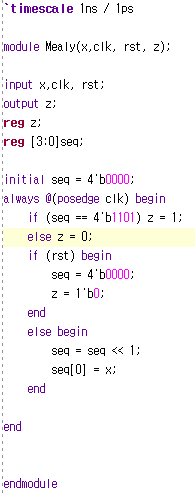 `timescale 1ns / 1ps
module Mealy(x,clk, rst, z);
input x,clk, rst;
output z;
reg z;
reg [3:0]seq;
initial seq = 4'b0000;
always @(posedge clk) begin
if (seq == 4'b1101) z = 1;
else z = 0;
if (rst) begin
seq = 4'b0000;
z = 1'b0;
end
else begin
seq = seq << 1;
seq[0] = x;
end
end
endmodule